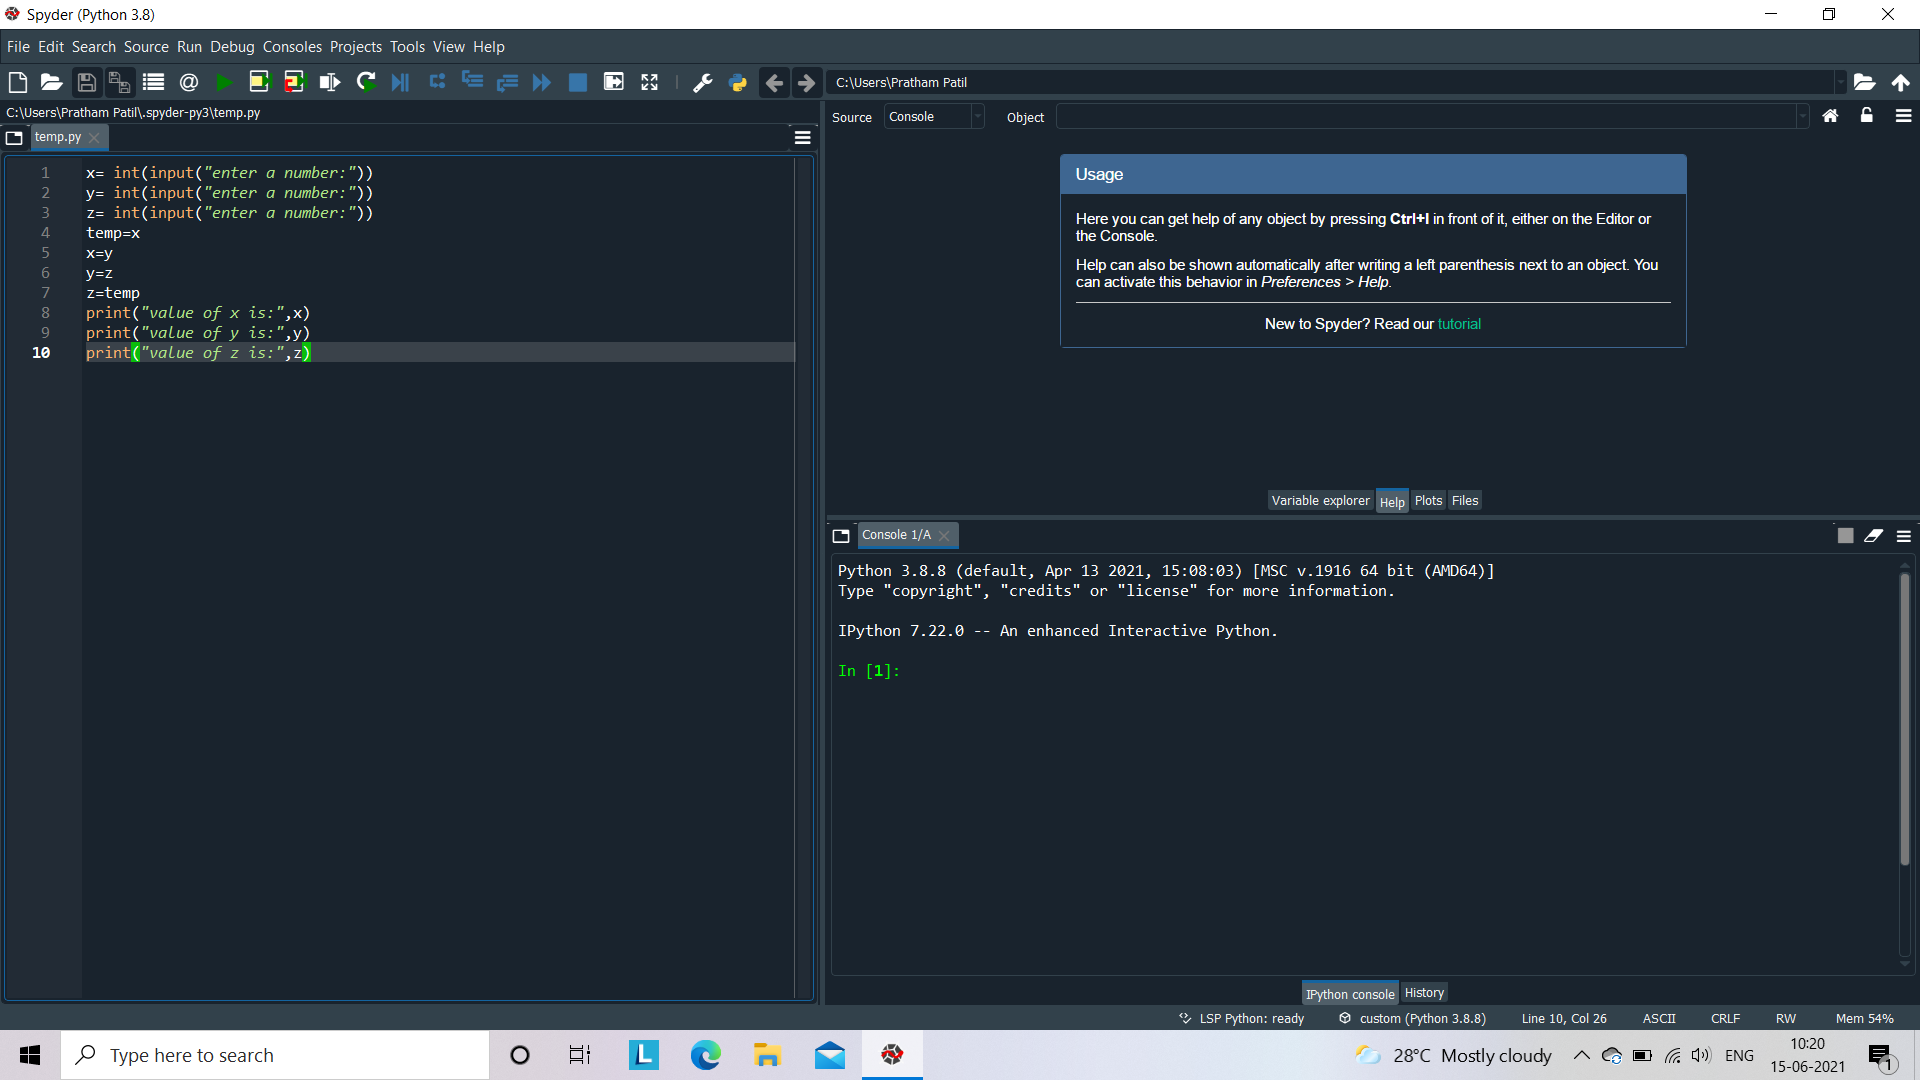 Spyder (Python 3.8)
File Edit Search Source Run Debug Consoles Projects Tools View Help
C:\Users\Pratham Patil
C:\Users\Pratham Patil\.spyder-py3\temp.py
temp.py
1 x= int(input("enter a number:"))
2 y= int(input("enter a number:"))
3 z= int(input("enter a number:"))
4 temp=x
5 x=y
6 y=z
7 z=temp
8 print("value of x is:",x)
9 print("value of y is:",y)
10 print("value of z is:",z)
Source Console Object
Usage
Here you can get help of any object by pressing Ctrl+I in front of it, either on the Editor or
the Console.
Help can also be shown automatically after writing a left parenthesis next to an object. You
can activate this behavior in Preferences > Help.
New to Spyder? Read our tutorial
Variable explorer Help Plots Files
Console 1/A
Python 3.8.8 (default, Apr 13 2021, 15:08:03) [MSC v.1916 64 bit (AMD64)]
Type "copyright", "credits" or "license" for more information.
IPython 7.22.0 -- An enhanced Interactive Python.
In [1]:
IPython console History
LSP Python: ready custom (Python 3.8.8) Line 10, Col 26 ASCII CRLF RW Mem 54%
Type here to search
L
28°C Mostly cloudy
ENG
10:20
15-06-2021
1